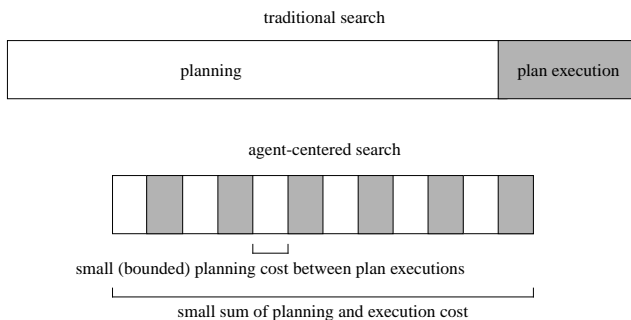 traditional search
planning
plan execution
agent-centered search
small (bounded) planning cost between plan executions
small sum of planning and execution cost